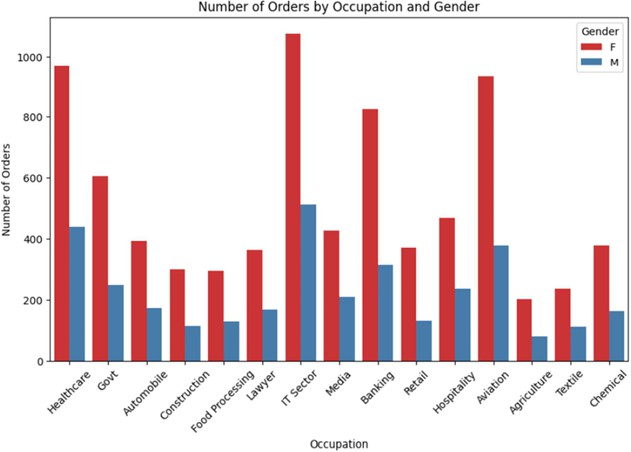 Number of Orders by Occupation and Gender
Gender
F
M
Number of Orders
1000
800
600
400
200
0
Healthcare
Govt
Automobile
Construction
Food Processing
Lawyer
IT Sector
Media
Banking
Retail
Hospitality
Aviation
Agriculture
Textile
Chemical
Occupation